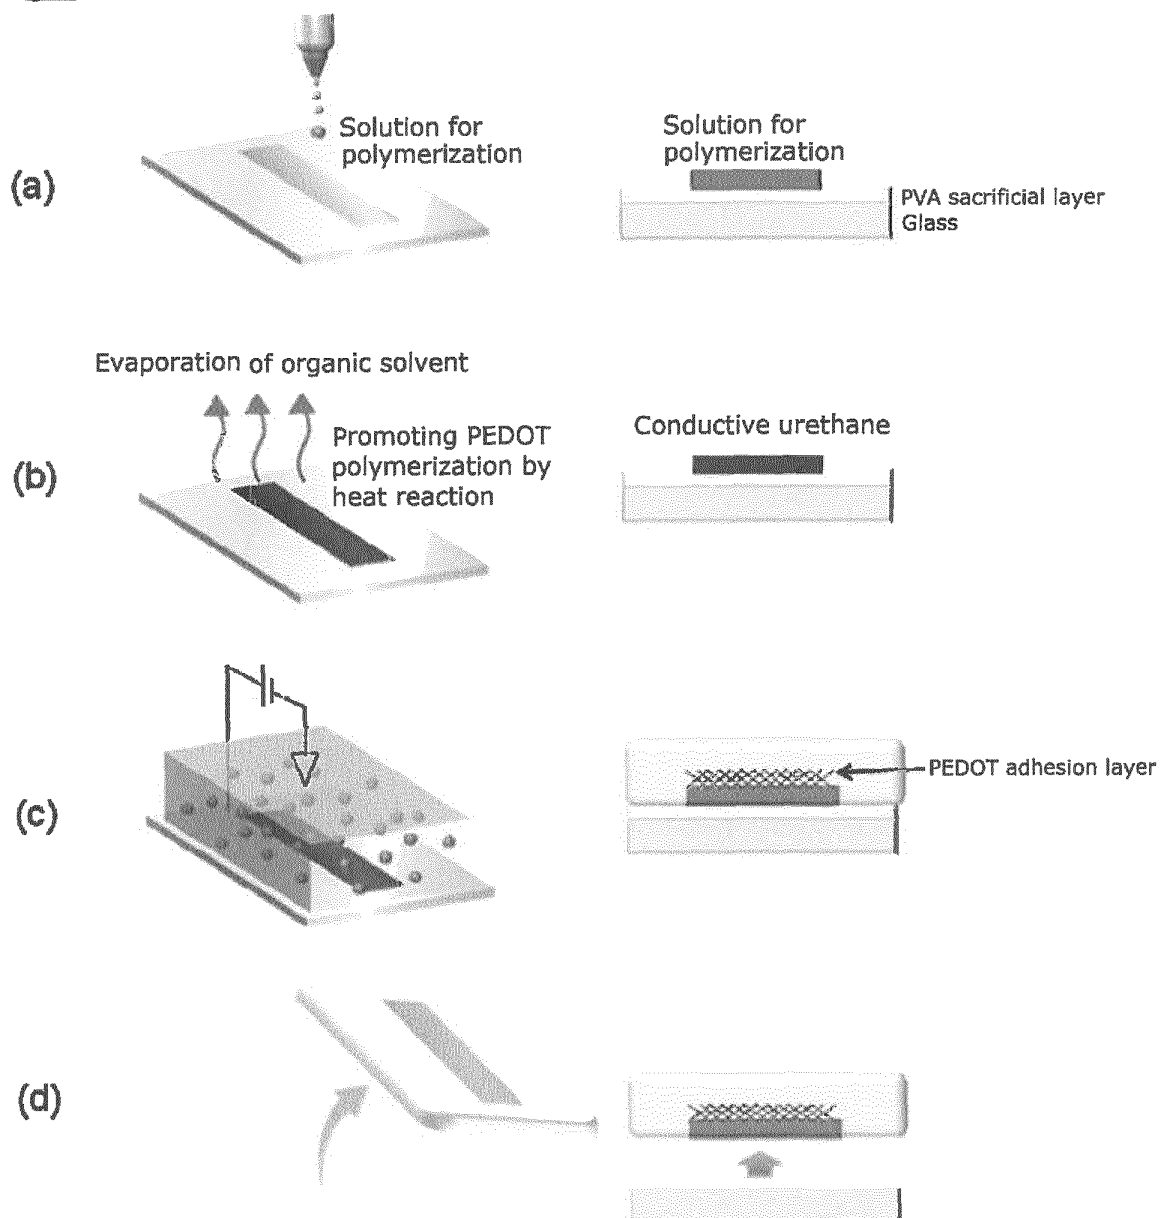 (a)
Solution for
polymerization
Solution for
polymerization
PVA sacrificial layer
Glass
(b)
Evaporation of organic solvent
Promoting PEDOT
polymerization by
heat reaction
Conductive urethane
(c)
PEDOT adhesion layer
(d)